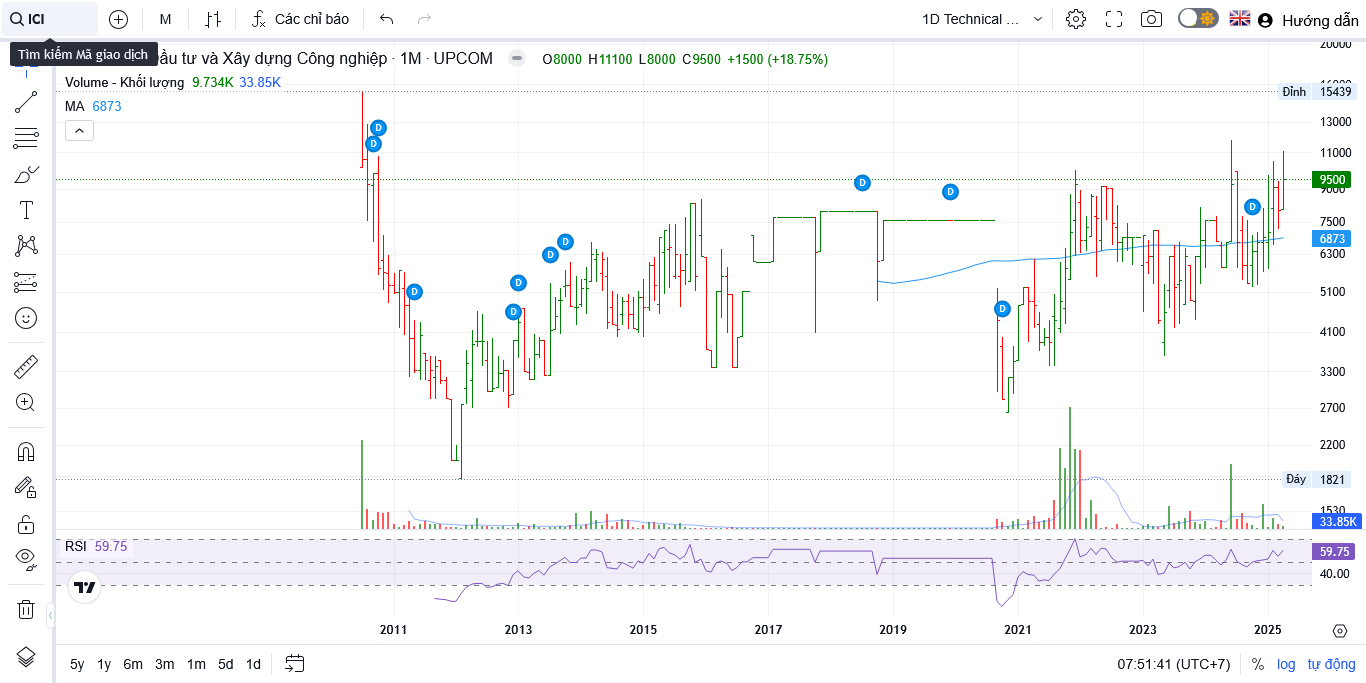 ICI
M
Các chỉ báo
1D Technical ...
Hướng dẫn
Tìm kiếm Mã giao dịch
ầu tư và Xây dựng Công nghiệp · 1M · UPCOM
O8000 H11100 L8000 C9500 +1500 (+18.75%)
Volume - Khối lượng 9.734K 33.85K
MA 6873
20000
Đỉnh 15439
13000
11000
9500
9000
7500
6873
6300
5100
4100
3300
2700
2200
Đáy 1821
1530
33.85K
D
D
D
D
D
D
D
D
D
D
D
RSI 59.75
59.75
40.00
2011 2013 2015 2017 2019 2021 2023 2025
5y 1y 6m 3m 1m 5d 1d
07:51:41 (UTC+7)
% log tự động